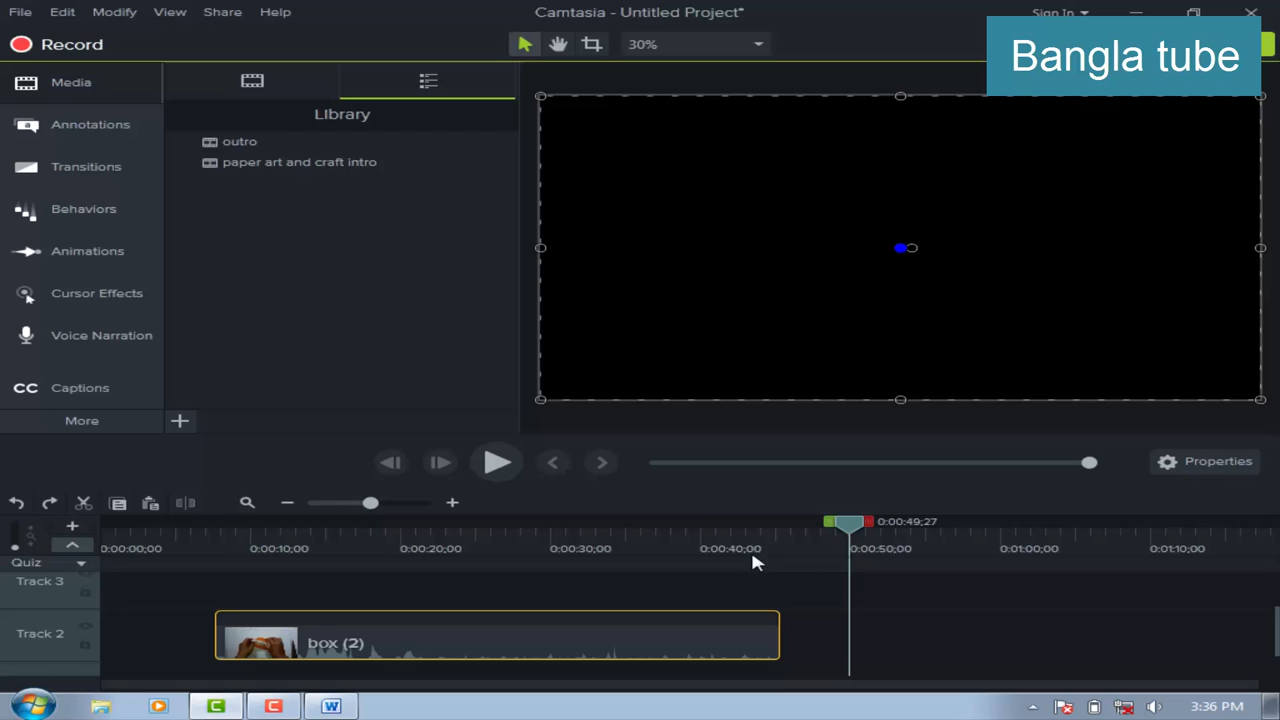 File Edit Modify View Share Help
Camtasia - Untitled Project*
Sign In
Record
30%
Bangla tube
Media
Annotations
Transitions
Behaviors
Animations
Cursor Effects
Voice Narration
CC Captions
More
Library
outro
paper art and craft intro
Properties
0:00:49;27
0:00:00;00 0:00:10;00 0:00:20;00 0:00:30;00 0:00:40;00 0:00:50;00 0:01:00;00 0:01:10;00
Quiz
Track 3
Track 2
box (2)
3:36 PM